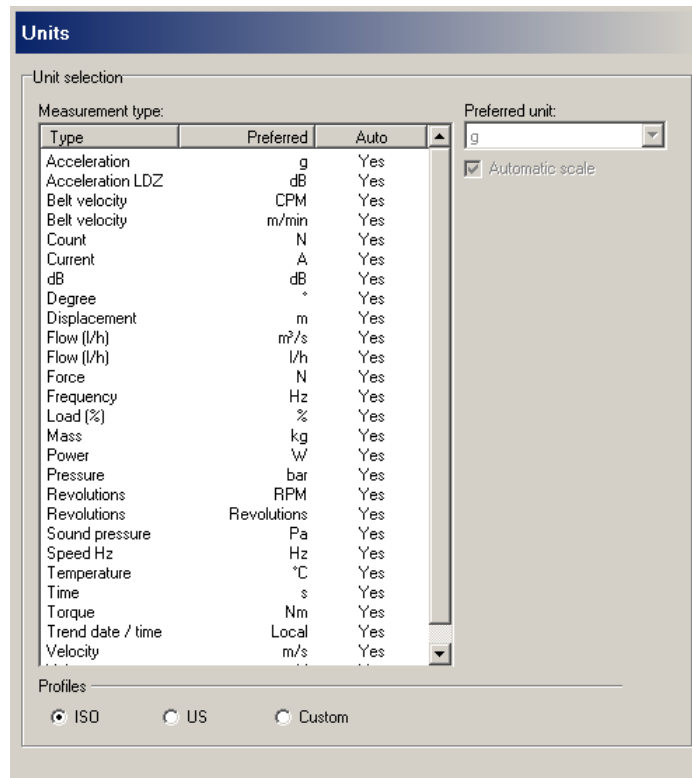 Units
Unit selection
Measurement type:
Preferred unit:
Type Preferred Auto
g
Automatic scale
Acceleration g Yes
Acceleration LDZ dB Yes
Belt velocity CPM Yes
Belt velocity m/min Yes
Count N Yes
Current A Yes
dB dB Yes
Degree ° Yes
Displacement m Yes
Flow (l/h) m³/s Yes
Flow (l/h) l/h Yes
Force N Yes
Frequency Hz Yes
Load (%) % Yes
Mass kg Yes
Power W Yes
Pressure bar Yes
Revolutions RPM Yes
Revolutions Revolutions Yes
Sound pressure Pa Yes
Speed Hz Hz Yes
Temperature °C Yes
Time s Yes
Torque Nm Yes
Trend date / time Local Yes
Velocity m/s Yes
Profiles
ISO US Custom